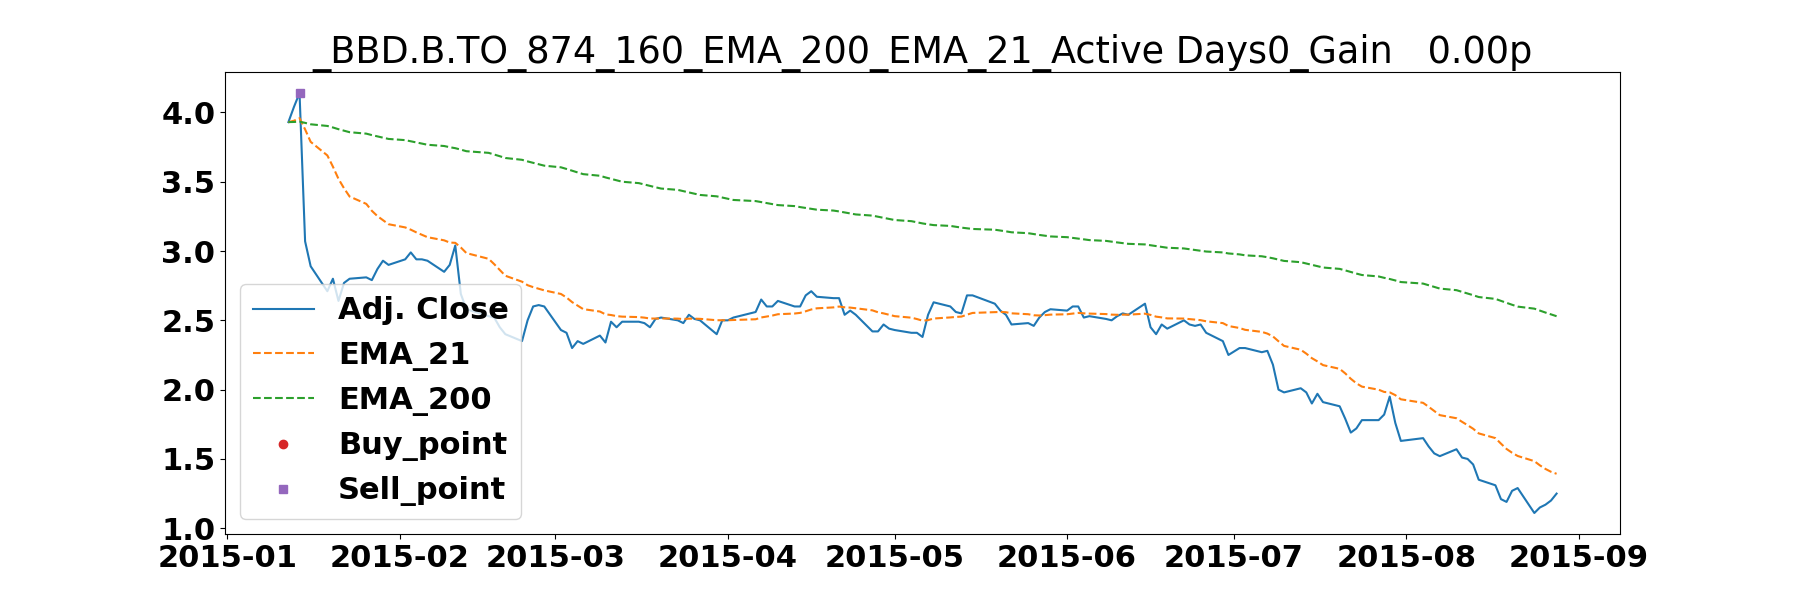 _BBD.B.TO_874_160_EMA_200_EMA_21_Active Days0_Gain   0.00p
4.0
3.5
3.0
2.5
2.0
1.5
1.0
Adj. Close
EMA_21
EMA_200
Buy_point
Sell_point
2015-01 2015-02 2015-03 2015-04 2015-05 2015-06 2015-07 2015-08 2015-09